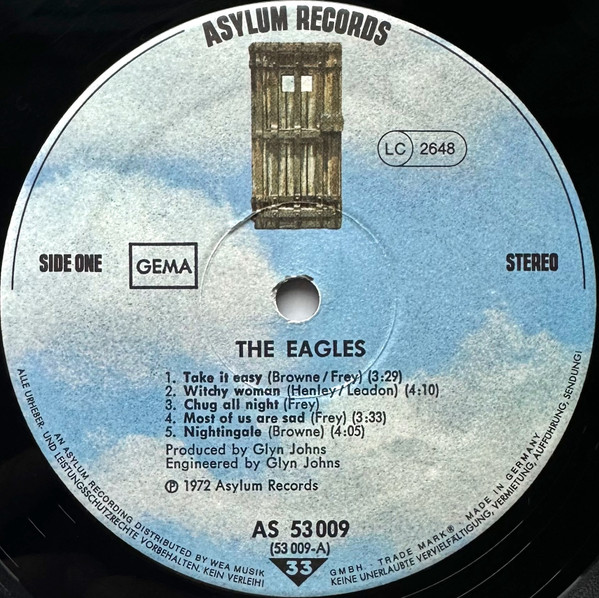 ASYLUM RECORDS
LC 2648
SIDE ONE
GEMA
STEREO
THE EAGLES
1. Take it easy (Browne/Frey) (3:29)
2. Witchy woman (Henley/Leadon) (4:10)
3. Chug all night (Frey)
4. Most of us are sad (Frey) (3:33)
5. Nightingale (Browne) (4:05)
Produced by Glyn Johns
Engineered by Glyn Johns
℗ 1972 Asylum Records
AS 53 009
(53 009-A)
33
AN ASYLUM RECORDING DISTRIBUTED BY WEA MUSIK GMBH. TRADE MARK® MADE IN GERMANY
ALLE URHEBER- UND LEISTUNGSSCHUTZRECHTE VORBEHALTEN. KEIN VERLEIH! KEINE UNERLAUBTE VERVIELFÄLTIGUNG, VERMIETUNG, AUFFÜHRUNG, SENDUNG!